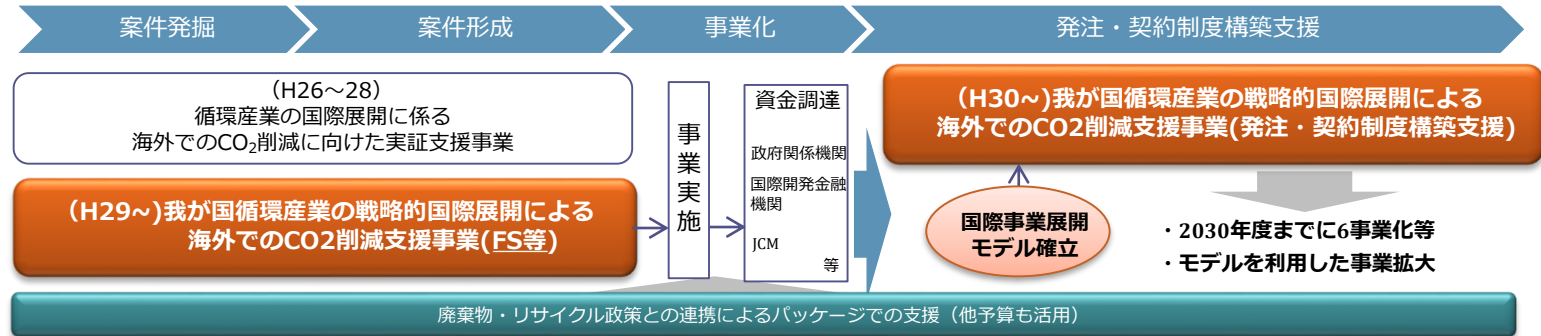 案件発掘
案件形成
事業化
発注・契約制度構築支援
(H26～28)
循環産業の国際展開に係る
海外でのCO₂削減に向けた実証支援事業
(H29~)我が国循環産業の戦略的国際展開による
海外でのCO2削減支援事業(FS等)
事業実施
資金調達
政府関係機関
国際開発金融
機関
JCM
等
(H30~)我が国循環産業の戦略的国際展開による
海外でのCO2削減支援事業(発注・契約制度構築支援)
国際事業展開
モデル確立
・2030年度までに6事業化等
・モデルを利用した事業拡大
廃棄物・リサイクル政策との連携によるパッケージでの支援（他予算も活用）